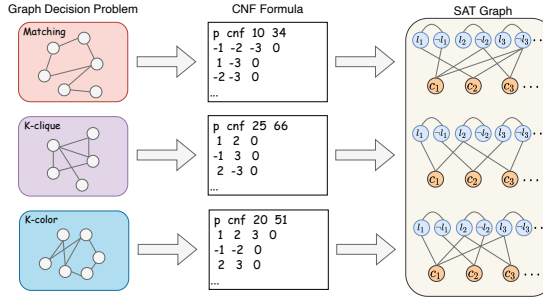 Graph Decision Problem
CNF Formula
SAT Graph
Matching
p cnf 10 34
-1 -2 -3 0
1 -3 0
-2 -3 0
...
l₁ ¬l₁ l₂ ¬l₂ l₃ ¬l₃ ...
c₁ c₂ c₃ ...
K-clique
p cnf 25 66
1 2 0
-1 3 0
2 -3 0
...
l₁ ¬l₁ l₂ ¬l₂ l₃ ¬l₃ ...
c₁ c₂ c₃ ...
K-color
p cnf 20 51
1 2 3 0
-1 -2 0
2 3 0
...
l₁ ¬l₁ l₂ ¬l₂ l₃ ¬l₃ ...
c₁ c₂ c₃ ...